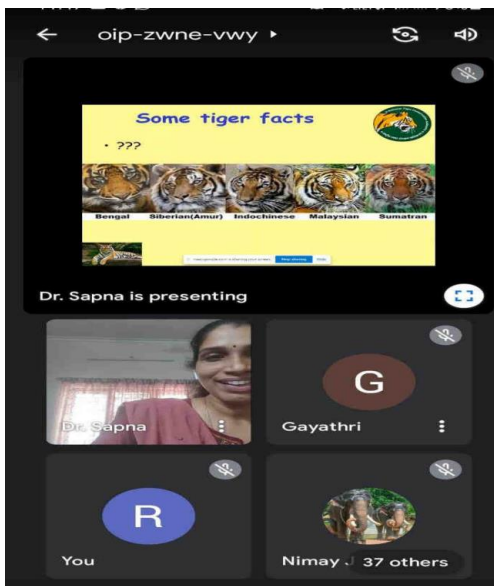 oip-zwne-vwy
Some tiger facts
• ???
Bengal Siberian(Amur) Indochinese Malaysian Sumatran
Dr. Sapna is presenting
Dr. Sapna
G
Gayathri
R
You
Nimay J
37 others